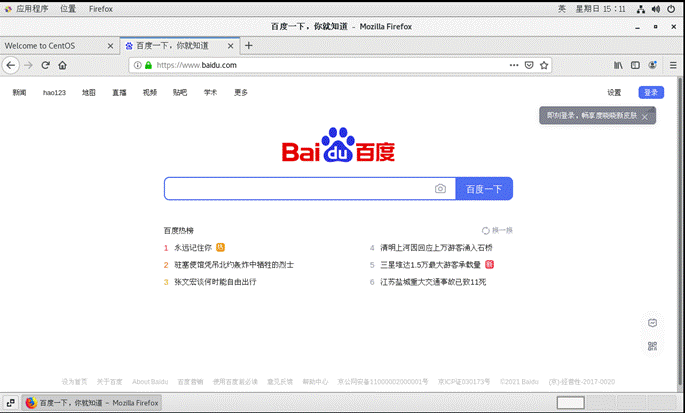 应用程序 位置 Firefox 英 星期日 15:11
百度一下，你就知道 - Mozilla Firefox
Welcome to CentOS 百度一下，你就知道
https://www.baidu.com
新闻 hao123 地图 直播 视频 贴吧 学术 更多 设置 登录
即刻登录，畅享度晓晓新皮肤
Bai du 百度
百度一下
百度热榜 换一换
1 永远记住你 热
2 驻塞使馆凭吊北约轰炸中牺牲的烈士
3 张文宏谈何时能自由出行
4 清明上河园回应上万游客涌入石桥
5 三星堆达1.5万最大游客承载量
6 江苏盐城重大交通事故已致11死
设为首页 关于百度 About Baidu 百度营销 使用百度前必读 意见反馈 帮助中心 京公网安备11000002000001号 京ICP证030173号 ©2021 Baidu (京)-经营性-2017-0020
百度一下，你就知道 - Mozilla Firefox